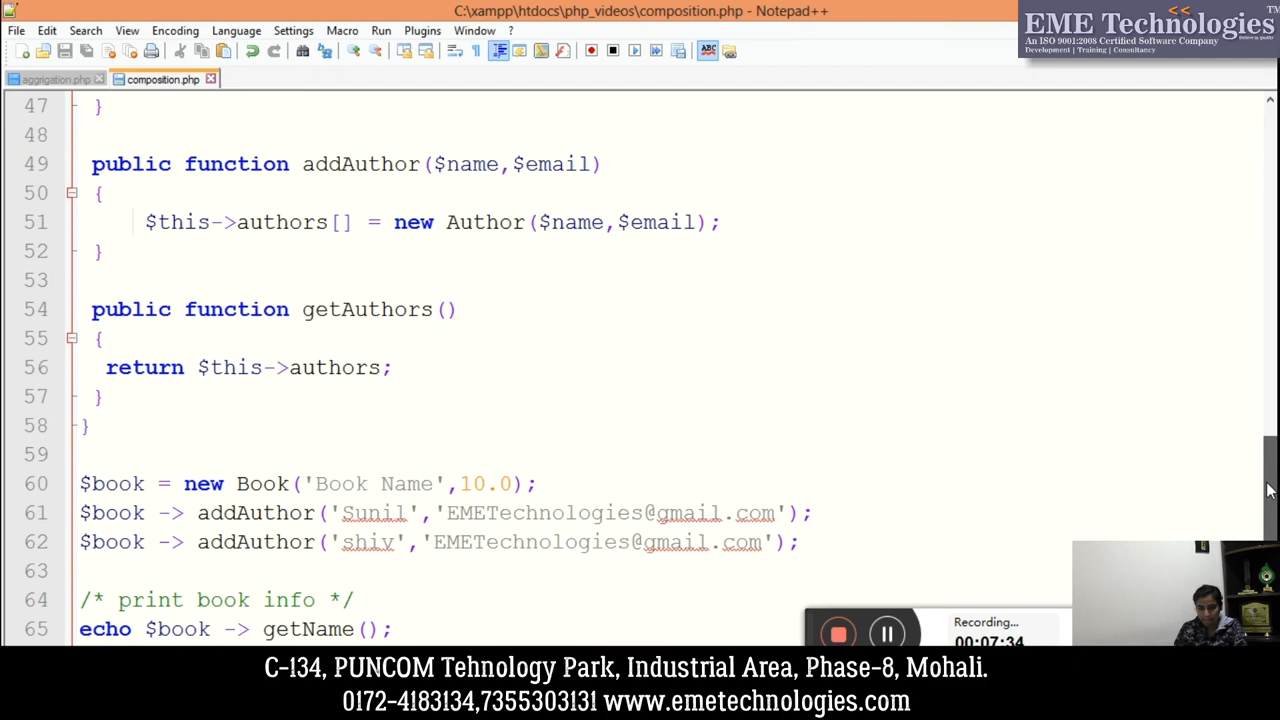 C:\xampp\htdocs\php_videos\composition.php - Notepad++
EME Technologies TM
An ISO 9001:2008 Certified Software Company
Development | Training | Consultancy
File Edit Search View Encoding Language Settings Macro Run Plugins Window ?
ABC
aggrigation.php composition.php
47 }
48
49 public function addAuthor($name,$email)
50 {
51 $this->authors[] = new Author($name,$email);
52 }
53
54 public function getAuthors()
55 {
56 return $this->authors;
57 }
58 }
59
60 $book = new Book('Book Name',10.0);
61 $book -> addAuthor('Sunil','EMETechnologies@gmail.com');
62 $book -> addAuthor('shiv','EMETechnologies@gmail.com');
63
64 /* print book info */
65 echo $book -> getName();
Recording...
00:07:34
C-134, PUNCOM Tehnology Park, Industrial Area, Phase-8, Mohali.
0172-4183134,7355303131 www.emetechnologies.com